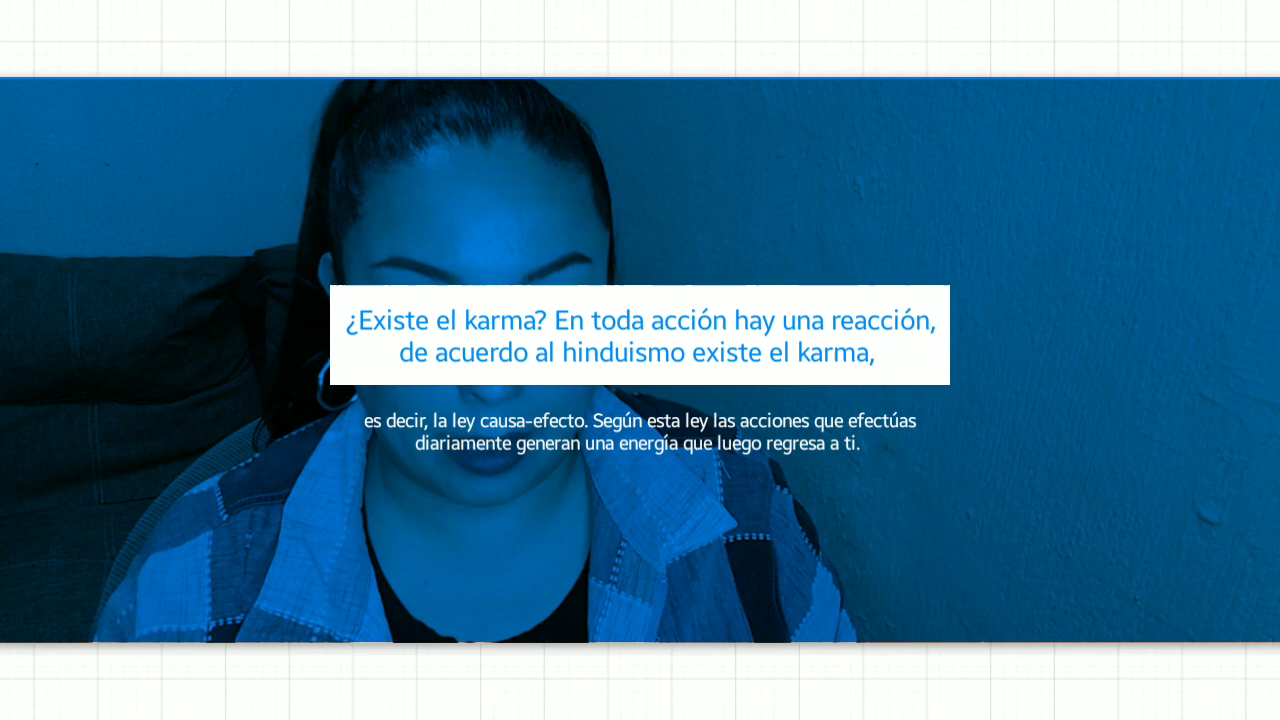 ¿Existe el karma? En toda acción hay una reacción,
de acuerdo al hinduismo existe el karma,
es decir, la ley causa-efecto. Según esta ley las acciones que efectúas
diariamente generan una energía que luego regresa a ti.